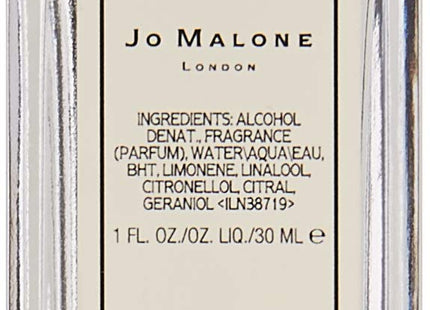 JO MALONE
LONDON
INGREDIENTS: ALCOHOL
DENAT., FRAGRANCE
(PARFUM), WATER\AQUA\EAU,
BHT, LIMONENE, LINALOOL,
CITRONELLOL, CITRAL,
GERANIOL <ILN38719>
1 FL. OZ./OZ. LIQ./30 ML ℮